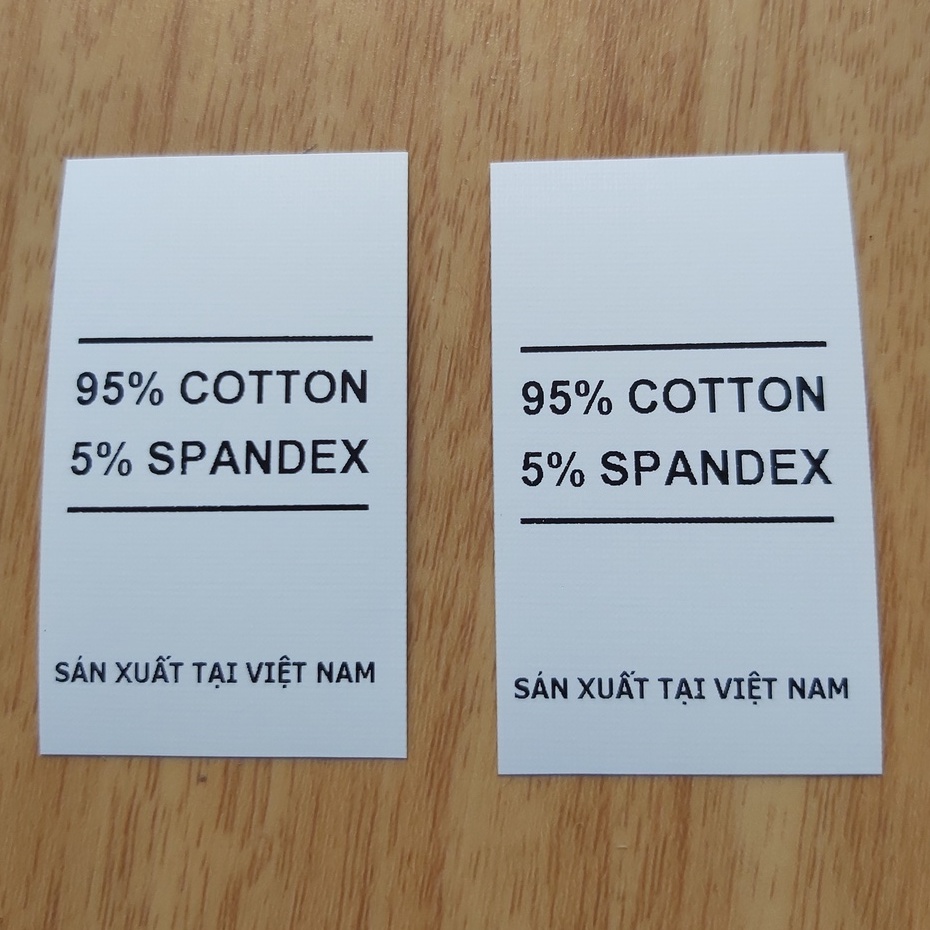 95% COTTON
5% SPANDEX
SÁN XUẤT TẠI VIỆT NAM
95% COTTON
5% SPANDEX
SÁN XUẤT TẠI VIỆT NAM